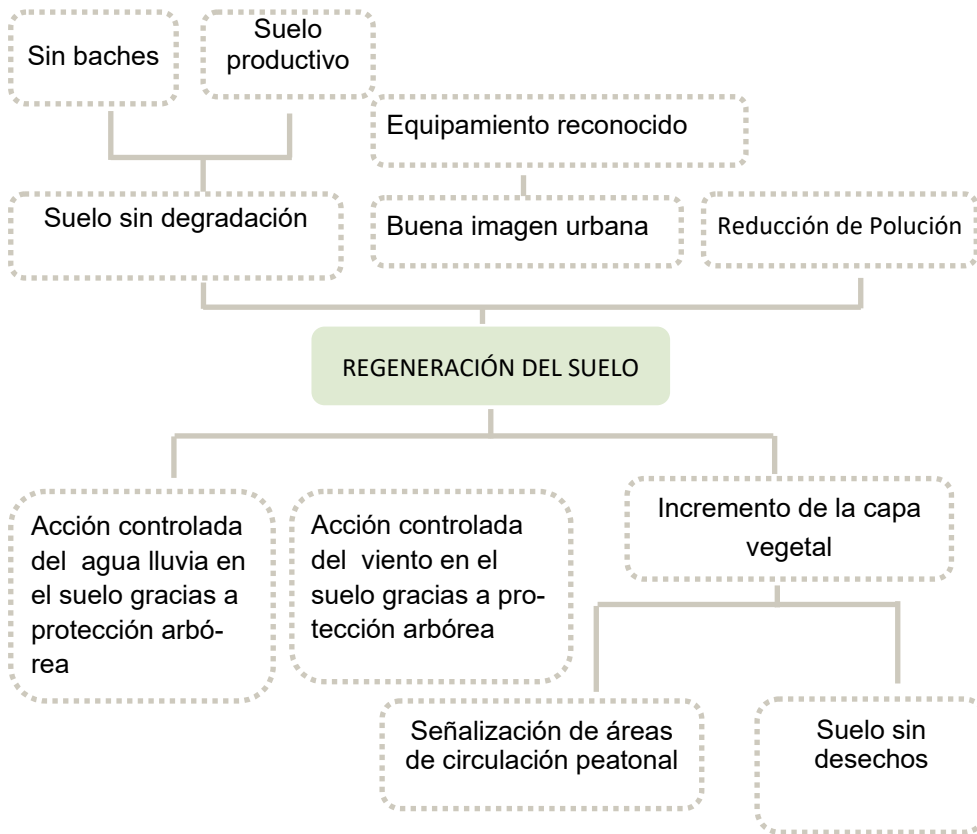 Sin baches
Suelo
productivo
Equipamiento reconocido
Suelo sin degradación
Buena imagen urbana
Reducción de Polución
REGENERACIÓN DEL SUELO
Acción controlada
del agua lluvia en
el suelo gracias a
protección arbó-
rea
Acción controlada
del viento en el
suelo gracias a pro-
tección arbórea
Incremento de la capa
vegetal
Señalización de áreas
de circulación peatonal
Suelo sin
desechos